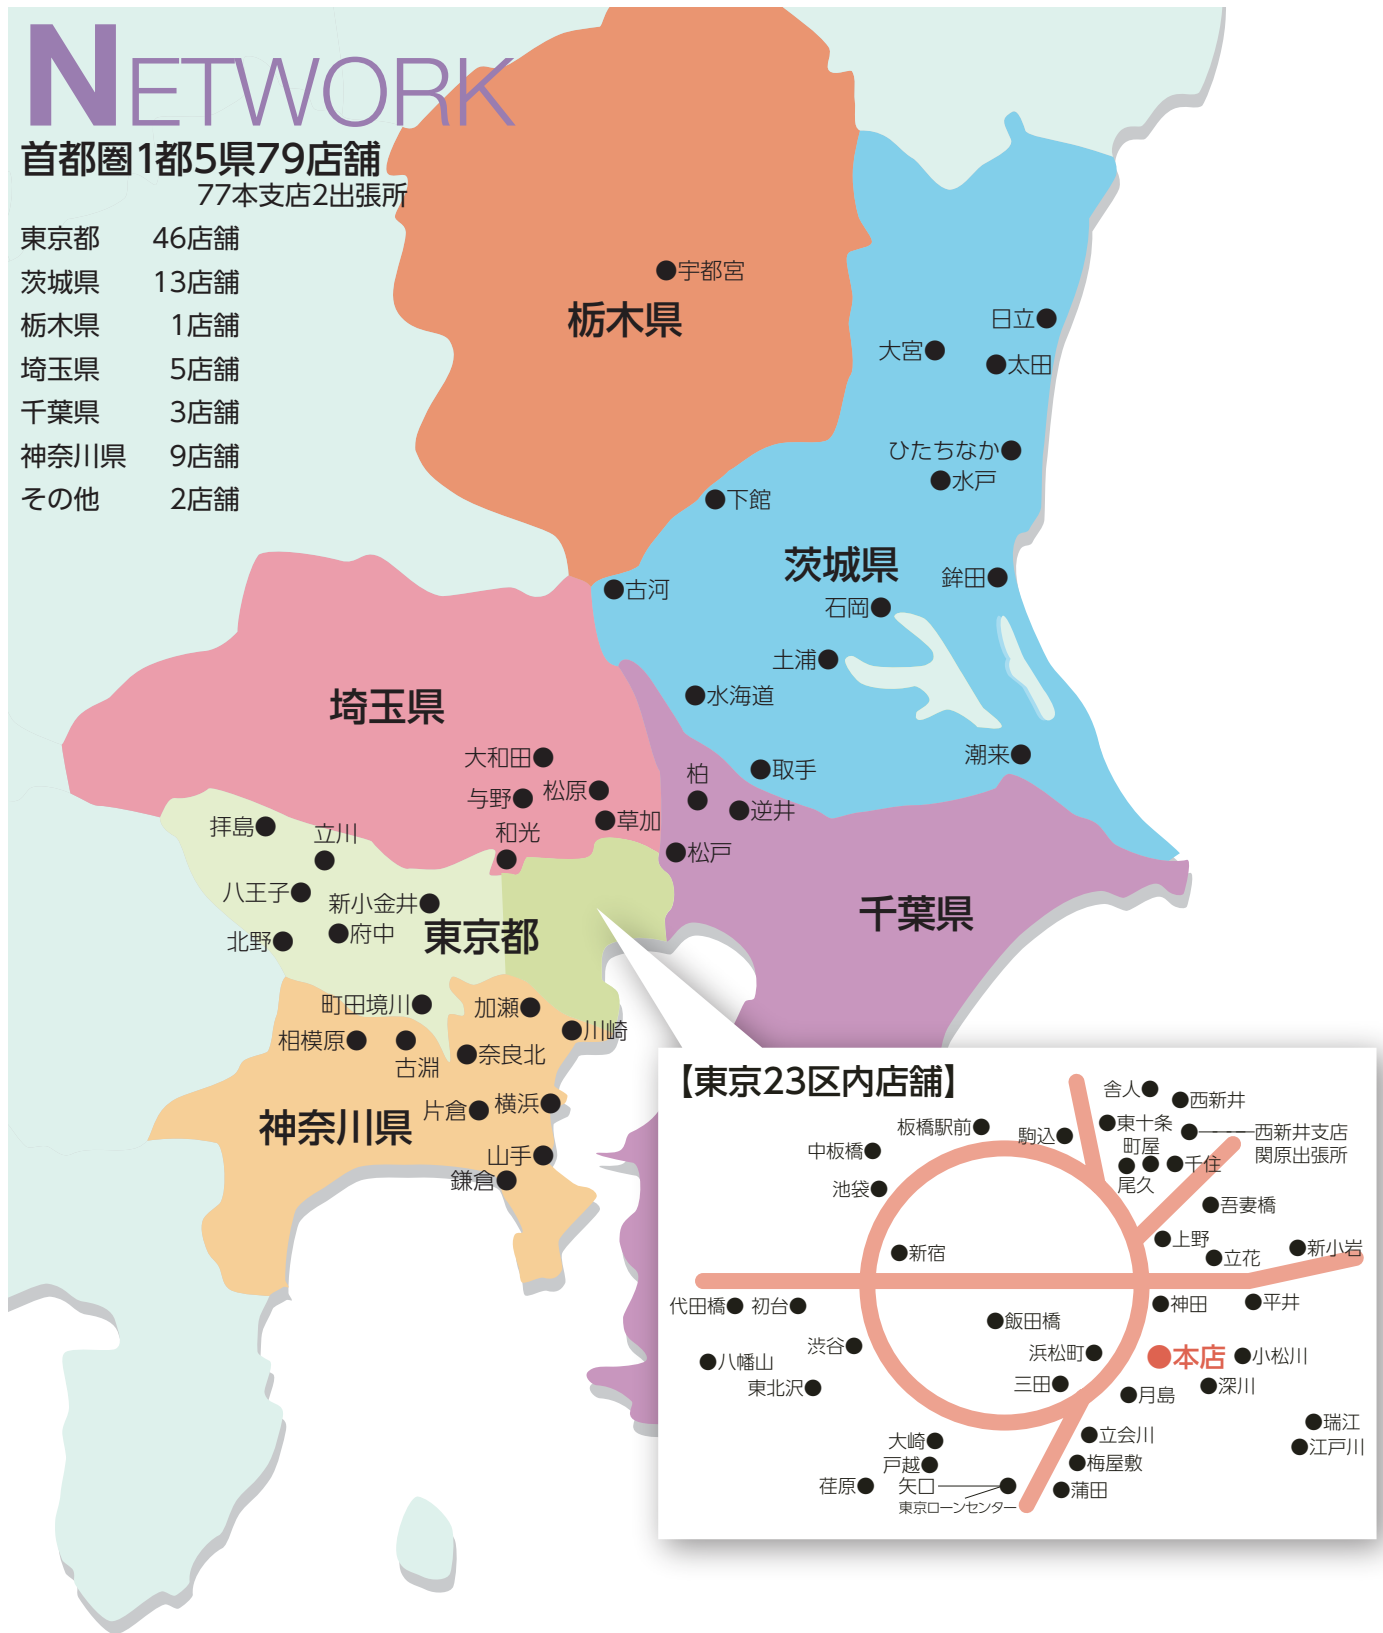 NETWORK
首都圏1都5県79店舗
77本支店2出張所
東京都 46店舗
茨城県 13店舗
栃木県 1店舗
埼玉県 5店舗
千葉県 3店舗
神奈川県 9店舗
その他 2店舗
宇都宮
栃木県
日立
大宮
太田
ひたちなか
水戸
下館
茨城県
鉾田
古河
石岡
土浦
水海道
潮来
取手
埼玉県
大和田
与野
松原
草加
和光
柏
逆井
松戸
千葉県
拝島
立川
八王子
新小金井
府中
北野
東京都
町田境川
加瀬
川崎
相模原
古淵
奈良北
片倉
横浜
神奈川県
山手
鎌倉
【東京23区内店舗】
舎人
西新井
板橋駅前
駒込
東十条
西新井支店
関原出張所
中板橋
町屋
千住
尾久
池袋
吾妻橋
上野
新宿
立花
新小岩
代田橋
初台
神田
平井
飯田橋
渋谷
浜松町
本店
小松川
八幡山
東北沢
三田
月島
深川
瑞江
江戸川
大崎
立会川
戸越
梅屋敷
荏原
矢口
蒲田
東京ローンセンター